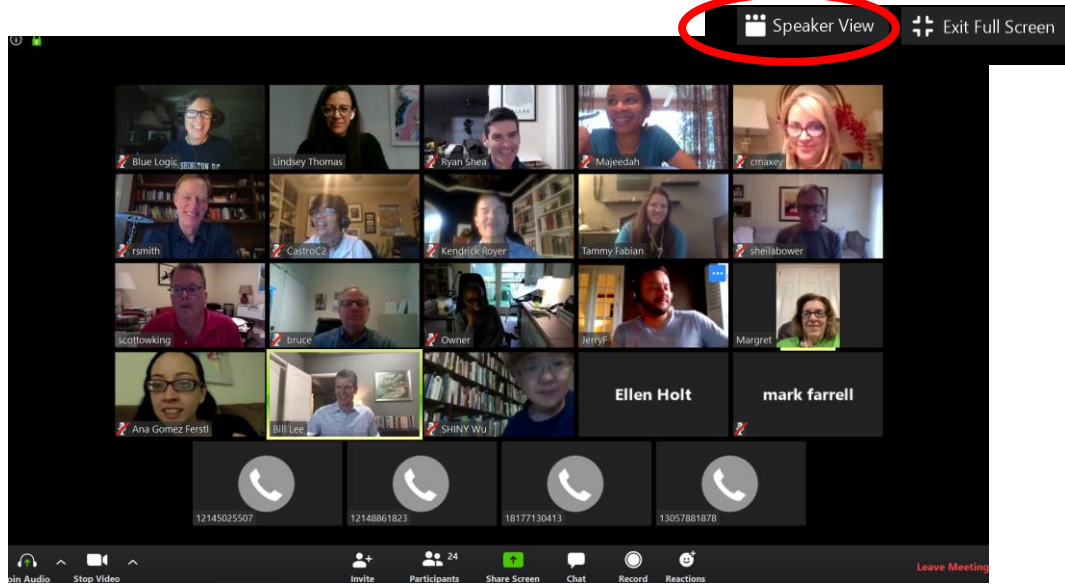 Speaker View
Exit Full Screen
Blue Logic
Lindsey Thomas
Ryan Shea
Majeedah
cmaxey
rsmith
CastroC2
Kendrick Royer
Tammy Fabian
sheilabower
scottowking
bruce
Owner
JerryF
Margret
Ana Gomez Ferstl
Bill Lee
SHINY Wu
Ellen Holt
mark farrell
12145025507
12148861823
18177130413
13057881878
oin Audio
Stop Video
Invite
Participants 24
Share Screen
Chat
Record
Reactions
Leave Meeting